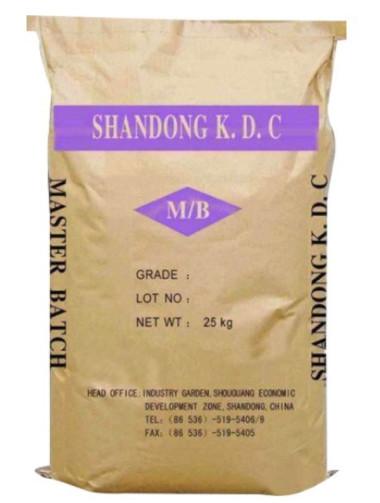 SHANDONG K. D. C
M/B
MASTER BATCH
SHANDONG K. D. C
GRADE :
LOT NO :
NET WT : 25 kg
HEAD OFFICE: INDUSTRY GARDEN, SHOUGUANG ECONOMIC
DEVELOPMENT ZONE, SHANDONG, CHINA
TEL: (86 536) -519-5406/9
FAX: (86 536) -519-5405